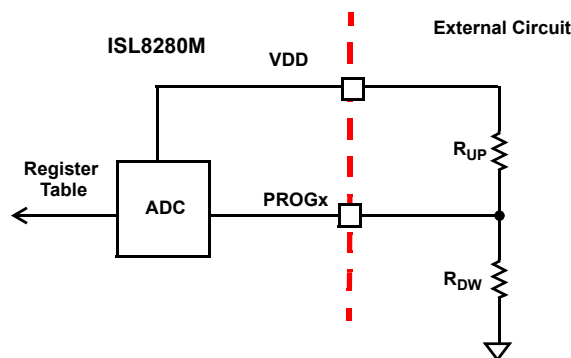 External Circuit
ISL8280M
VDD
RUP
Register
Table
ADC
PROGx
RDW